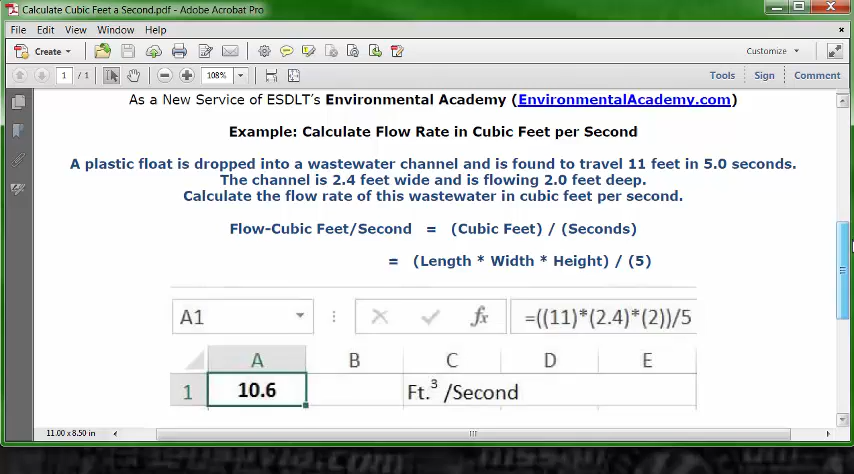 Calculate Cubic Feet a Second.pdf - Adobe Acrobat Pro
File Edit View Window Help
Create Customize
1 / 1 108% Tools Sign Comment
As a New Service of ESDLT's Environmental Academy (EnvironmentalAcademy.com)
Example: Calculate Flow Rate in Cubic Feet per Second
A plastic float is dropped into a wastewater channel and is found to travel 11 feet in 5.0 seconds.
The channel is 2.4 feet wide and is flowing 2.0 feet deep.
Calculate the flow rate of this wastewater in cubic feet per second.
Flow-Cubic Feet/Second = (Cubic Feet) / (Seconds)
= (Length * Width * Height) / (5)
A1 fx =((11)*(2.4)*(2))/5
A B C D E
1 10.6 Ft.³ /Second
11.00 x 8.50 in